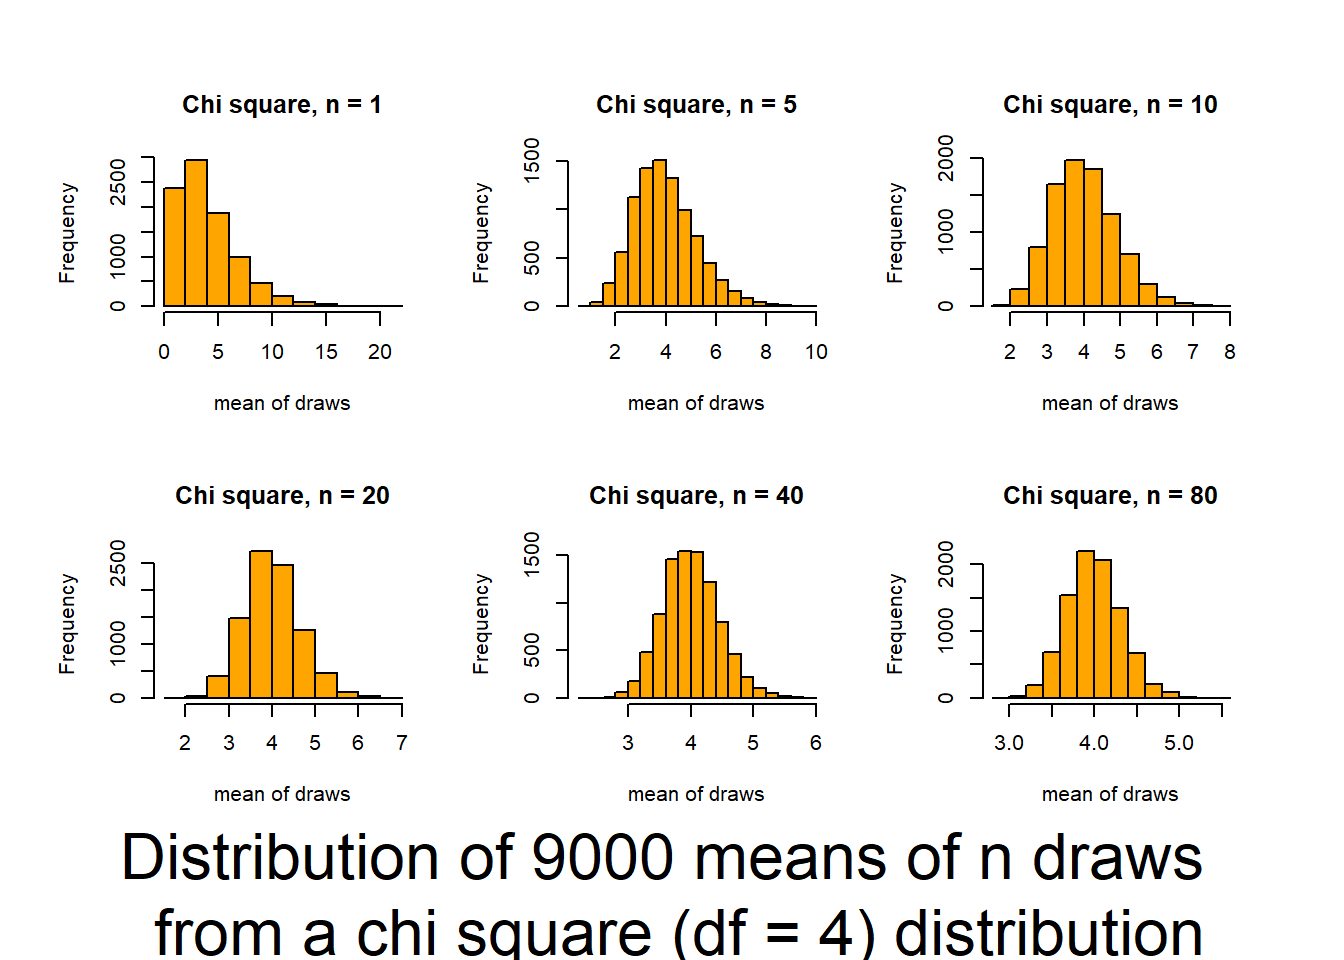 Chi square, n = 1
Frequency
2500
1000
0
0 5 10 15 20
mean of draws
Chi square, n = 5
Frequency
1500
500
0
2 4 6 8 10
mean of draws
Chi square, n = 10
Frequency
2000
1000
0
2 3 4 5 6 7 8
mean of draws
Chi square, n = 20
Frequency
2500
1000
0
2 3 4 5 6 7
mean of draws
Chi square, n = 40
Frequency
1500
500
0
3 4 5 6
mean of draws
Chi square, n = 80
Frequency
2000
1000
0
3.0 4.0 5.0
mean of draws
Distribution of 9000 means of n draws
from a chi square (df = 4) distribution